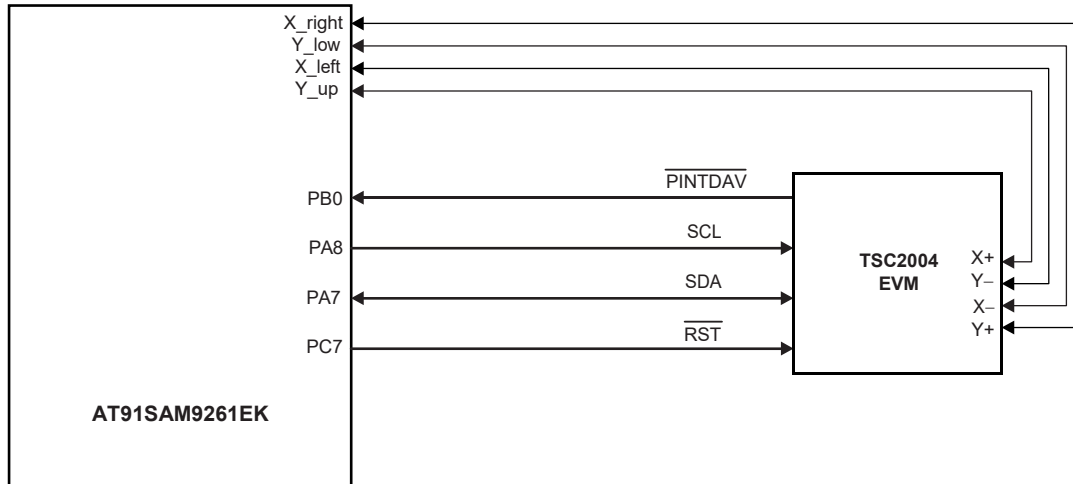 X_right
Y_low
X_left
Y_up
PINTDAV
PB0
SCL
PA8
TSC2004
EVM
X+
Y−
X−
Y+
SDA
PA7
RST
PC7
AT91SAM9261EK